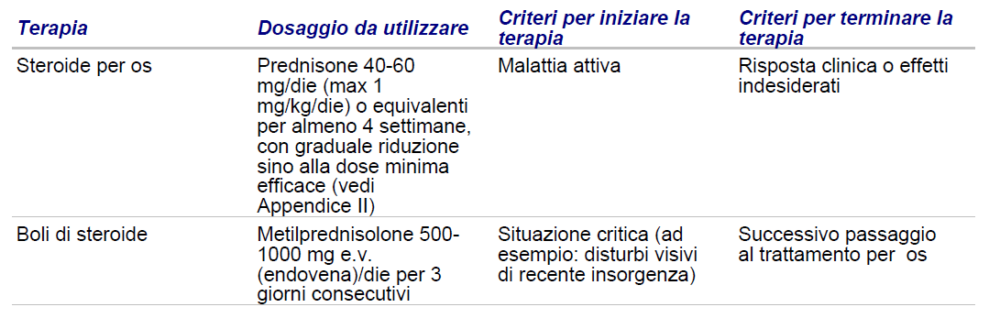 Terapia
Dosaggio da utilizzare
Criteri per iniziare la
terapia
Criteri per terminare la
terapia
Steroide per os
Prednisone 40-60
mg/die (max 1
mg/kg/die) o equivalenti
per almeno 4 settimane,
con graduale riduzione
sino alla dose minima
efficace (vedi
Appendice II)
Malattia attiva
Risposta clinica o effetti
indesiderati
Boli di steroide
Metilprednisolone 500-
1000 mg e.v.
(endovena)/die per 3
giorni consecutivi
Situazione critica (ad
esempio: disturbi visivi
di recente insorgenza)
Successivo passaggio
al trattamento per os